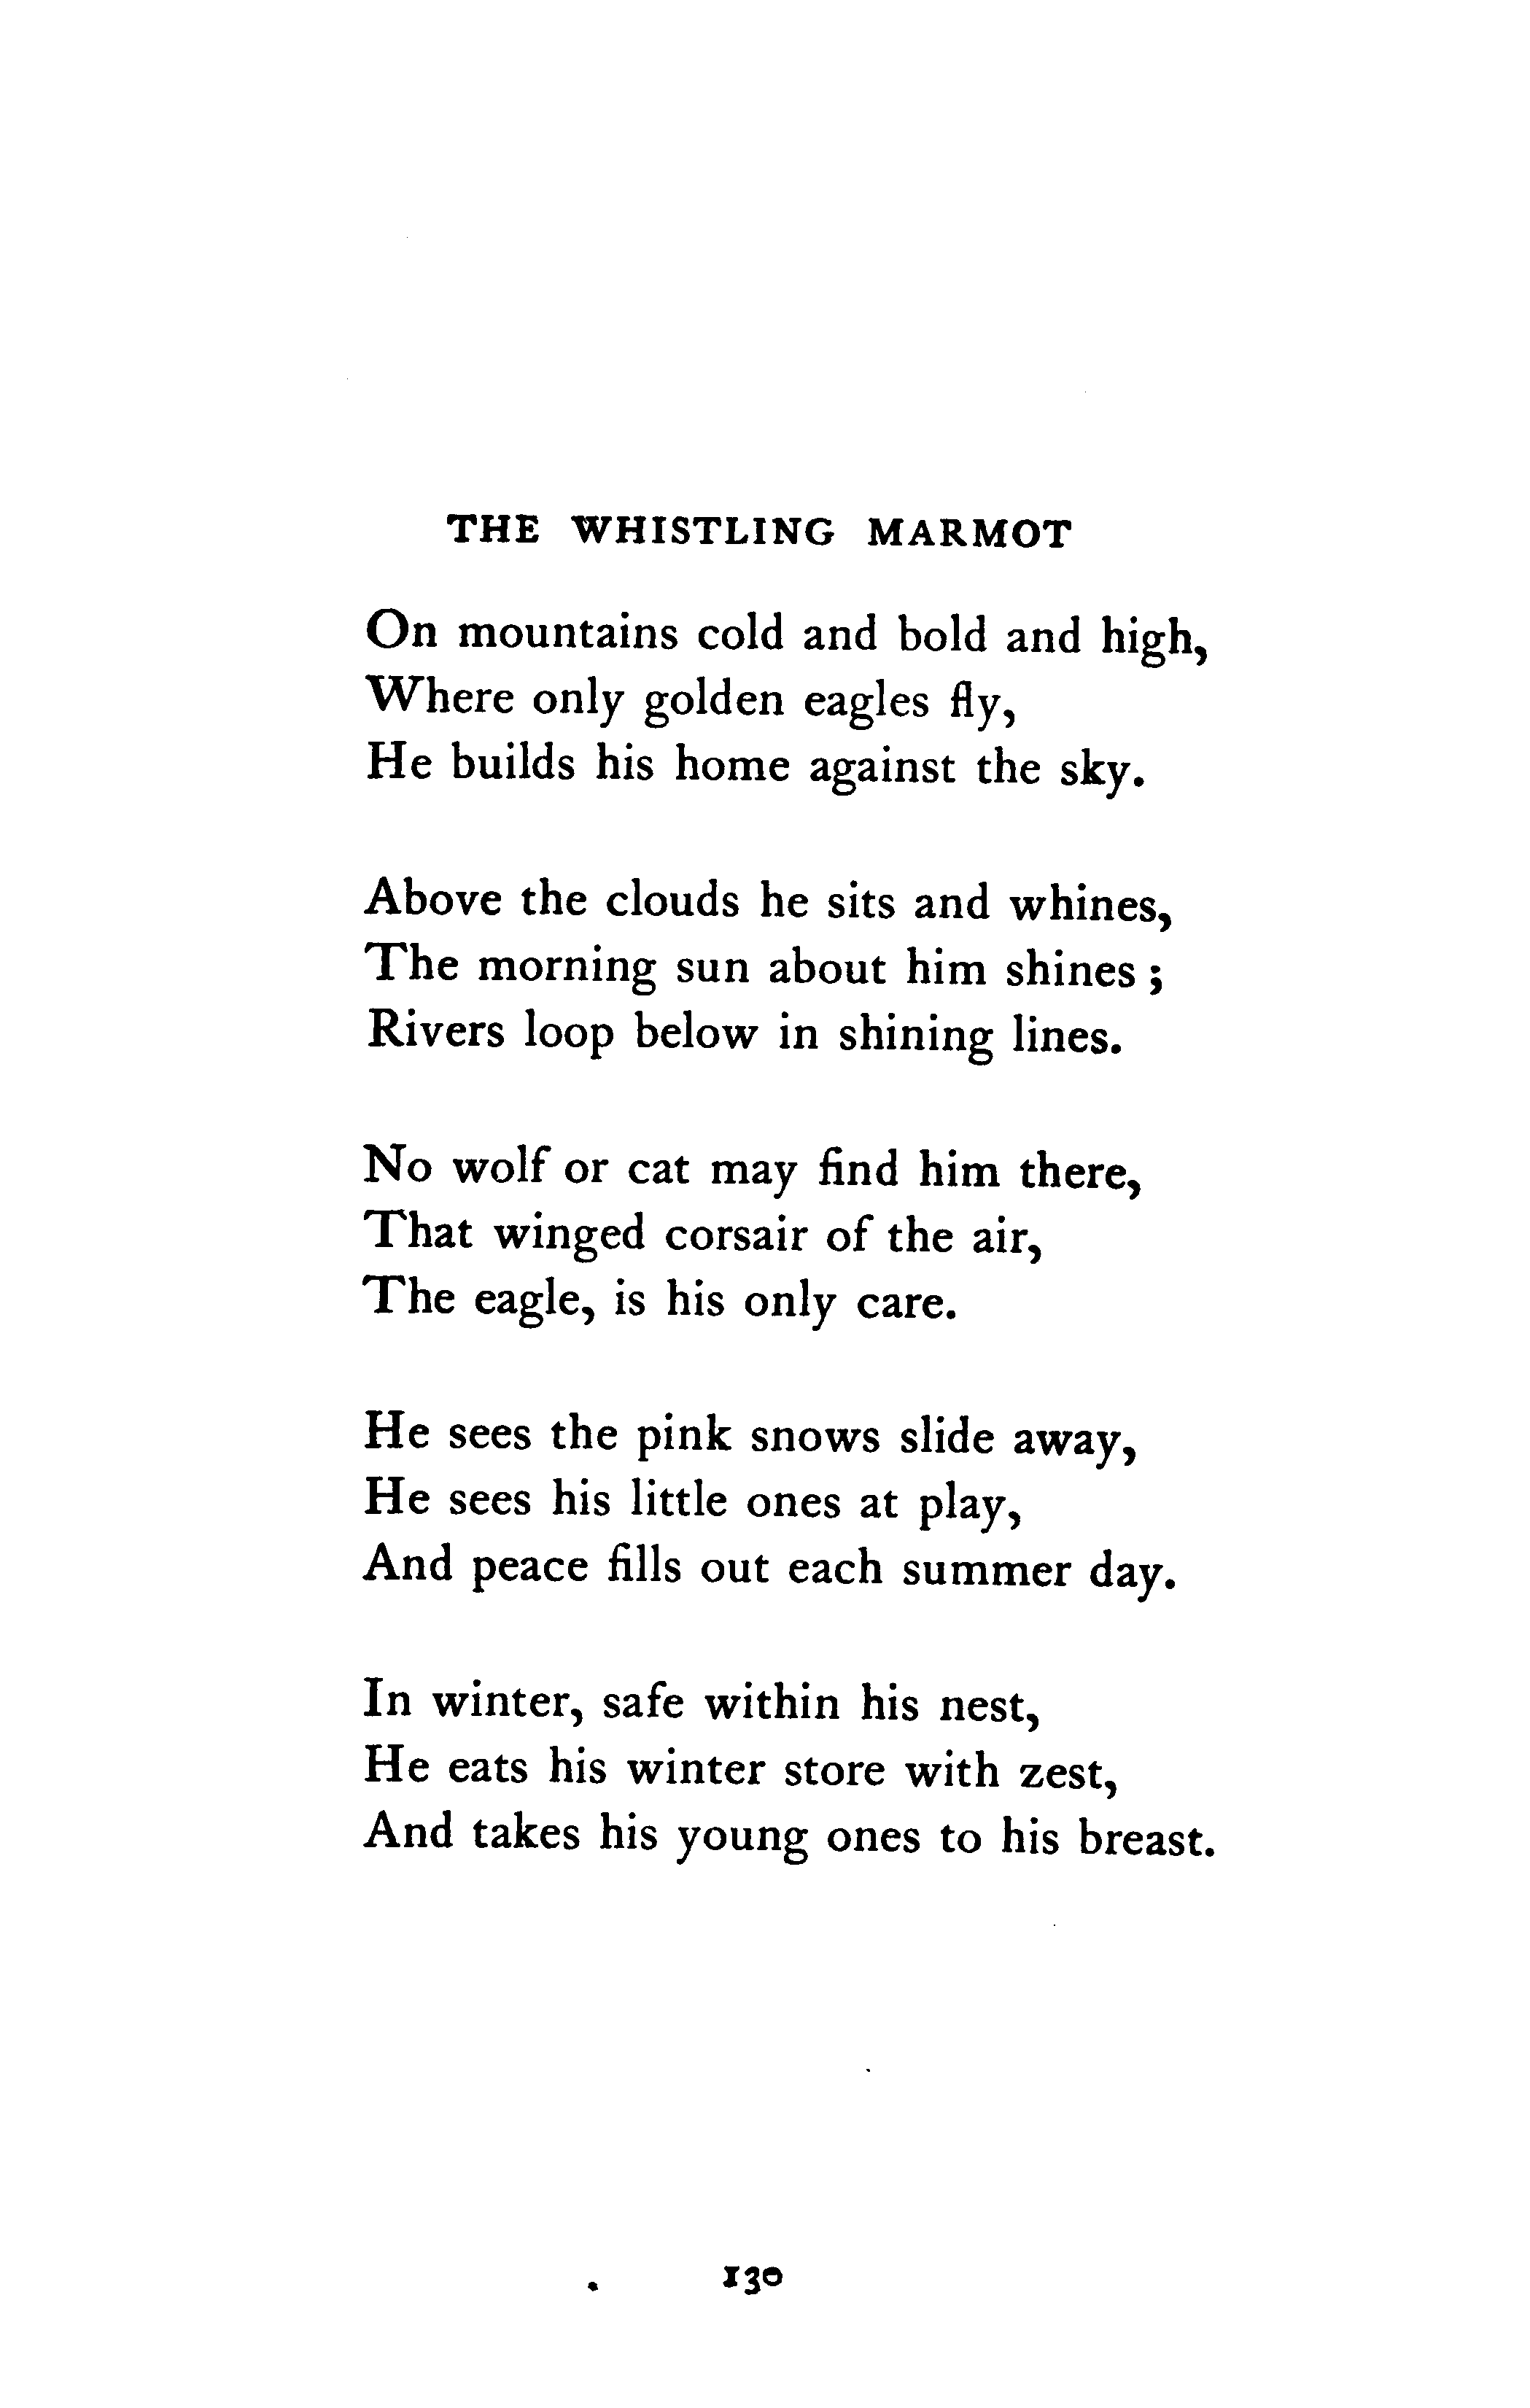 THE WHISTLING MARMOT
On mountains cold and bold and high,
Where only golden eagles fly,
He builds his home against the sky.
Above the clouds he sits and whines,
The morning sun about him shines ;
Rivers loop below in shining lines.
No wolf or cat may find him there,
That winged corsair of the air,
The eagle, is his only care.
He sees the pink snows slide away,
He sees his little ones at play,
And peace fills out each summer day.
In winter, safe within his nest,
He eats his winter store with zest,
And takes his young ones to his breast.
130